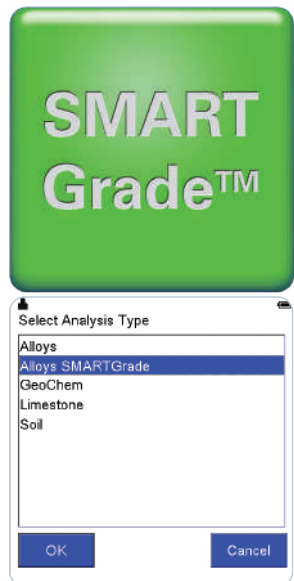 SMART
Grade™
Select Analysis Type
Alloys
Alloys SMARTGrade
GeoChem
Limestone
Soil
OK
Cancel